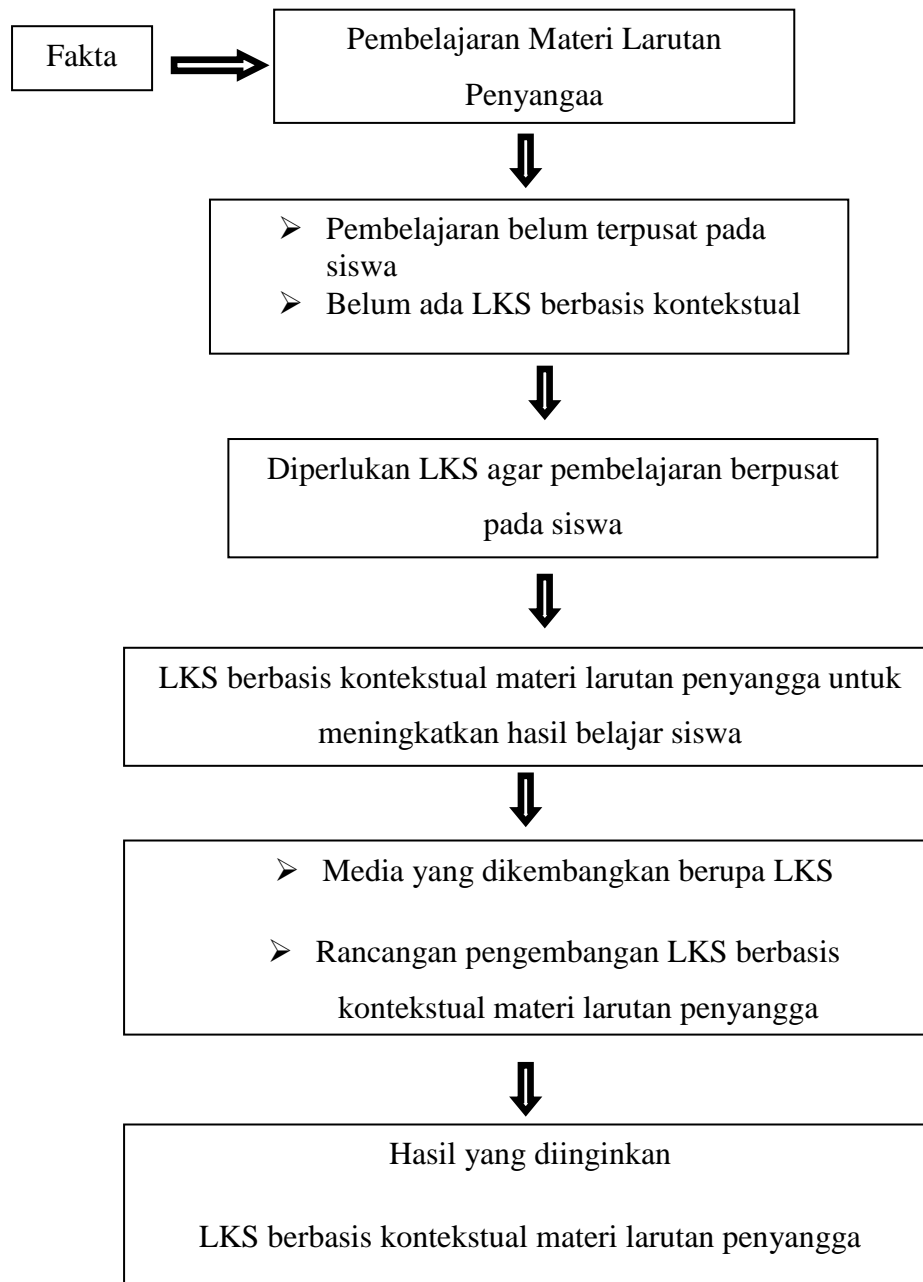 Fakta
Pembelajaran Materi Larutan
Penyangaa
➢ Pembelajaran belum terpusat pada
siswa
➢ Belum ada LKS berbasis kontekstual
Diperlukan LKS agar pembelajaran berpusat
pada siswa
LKS berbasis kontekstual materi larutan penyangga untuk
meningkatkan hasil belajar siswa
➢ Media yang dikembangkan berupa LKS
➢ Rancangan pengembangan LKS berbasis
kontekstual materi larutan penyangga
Hasil yang diinginkan
LKS berbasis kontekstual materi larutan penyangga